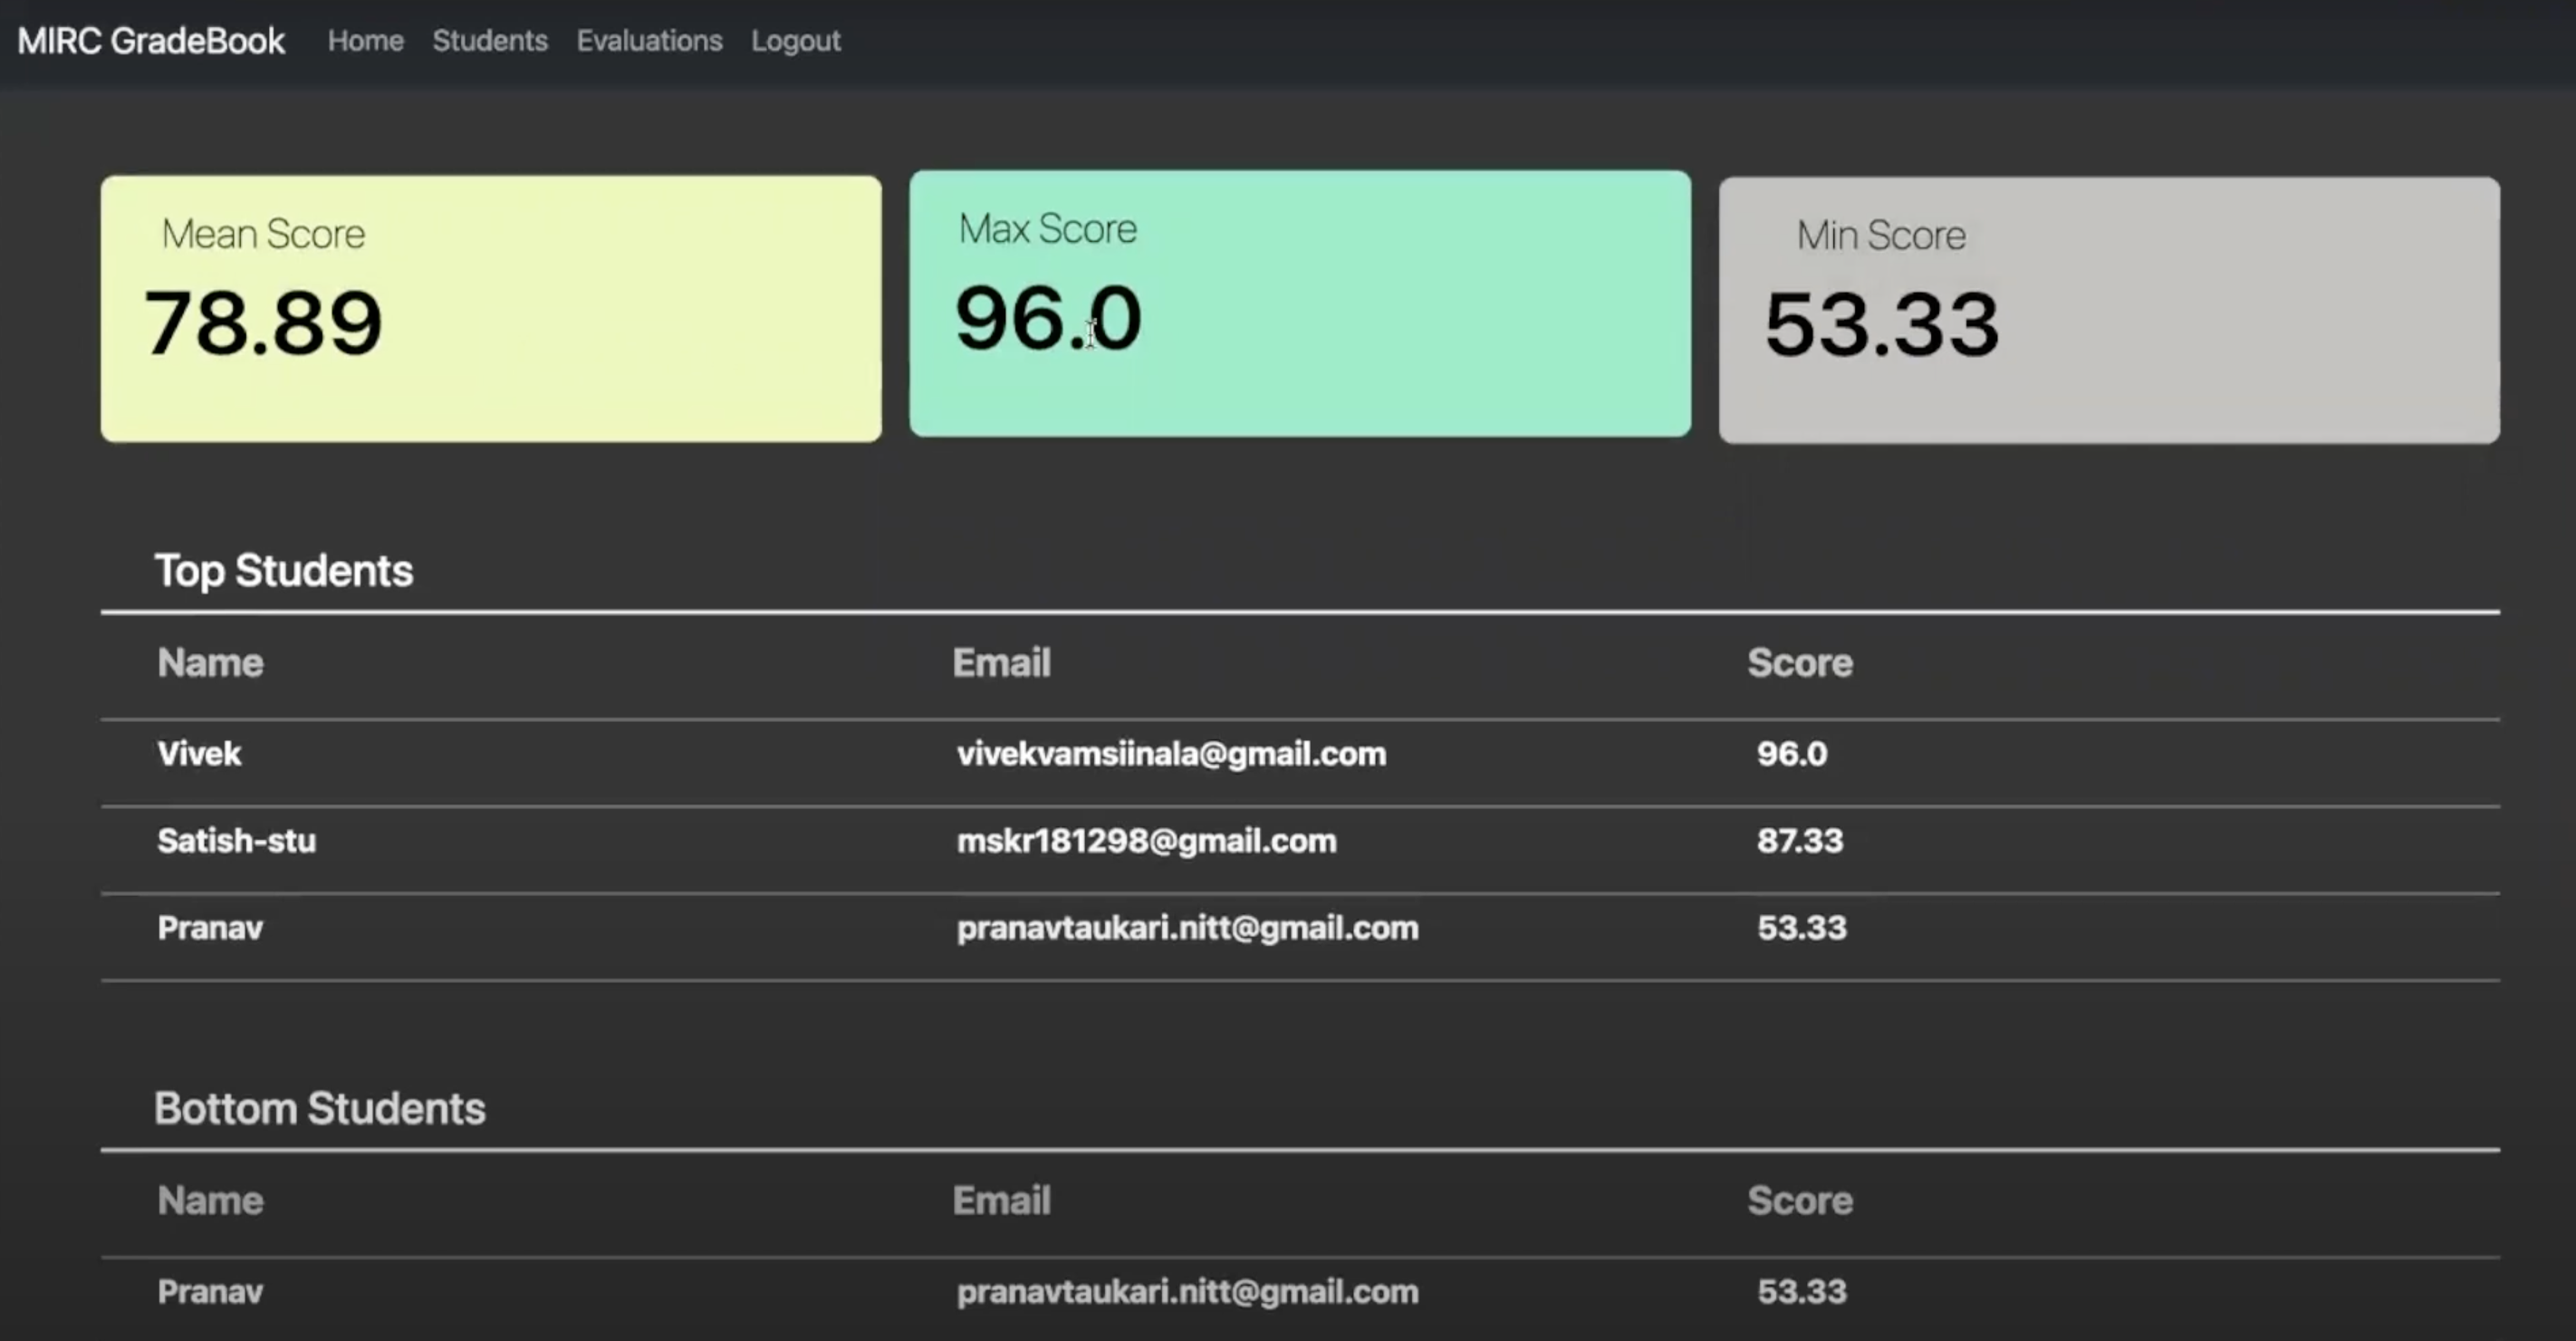 MIRC GradeBook Home Students Evaluations Logout
Mean Score Max Score Min Score
78.89 96.0 53.33
Top Students
Name Email Score
Vivek vivekvamsiinala@gmail.com 96.0
Satish-stu mskr181298@gmail.com 87.33
Pranav pranavtaukari.nitt@gmail.com 53.33
Bottom Students
Name Email Score
Pranav pranavtaukari.nitt@gmail.com 53.33